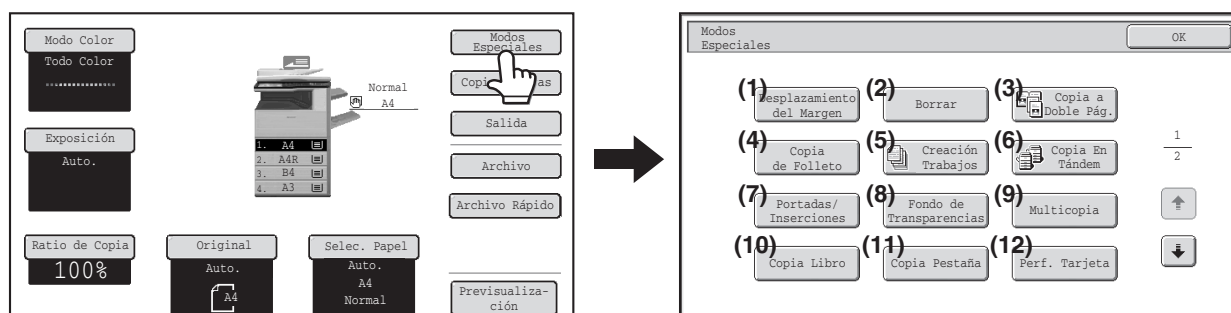 Modo Color
Todo Color
Exposición
Auto.
Ratio de Copia
100%
Normal
A4
1. A4
2. A4R
3. B4
4. A3
Original
Auto.
A4
Selec. Papel
Auto.
A4
Normal
Modos
Especiales
Salida
Archivo
Archivo Rápido
Previsualiza-
ción
Modos
Especiales
OK
(1) Desplazamiento
del Margen
(2) Borrar
(3) Copia a
Doble Pág.
(4) Copia
de Folleto
(5) Creación
Trabajos
(6) Copia En
Tándem
(7) Portadas/
Inserciones
(8) Fondo de
Transparencias
(9) Multicopia
(10) Copia Libro
(11) Copia Pestaña
(12) Perf. Tarjeta
1
2